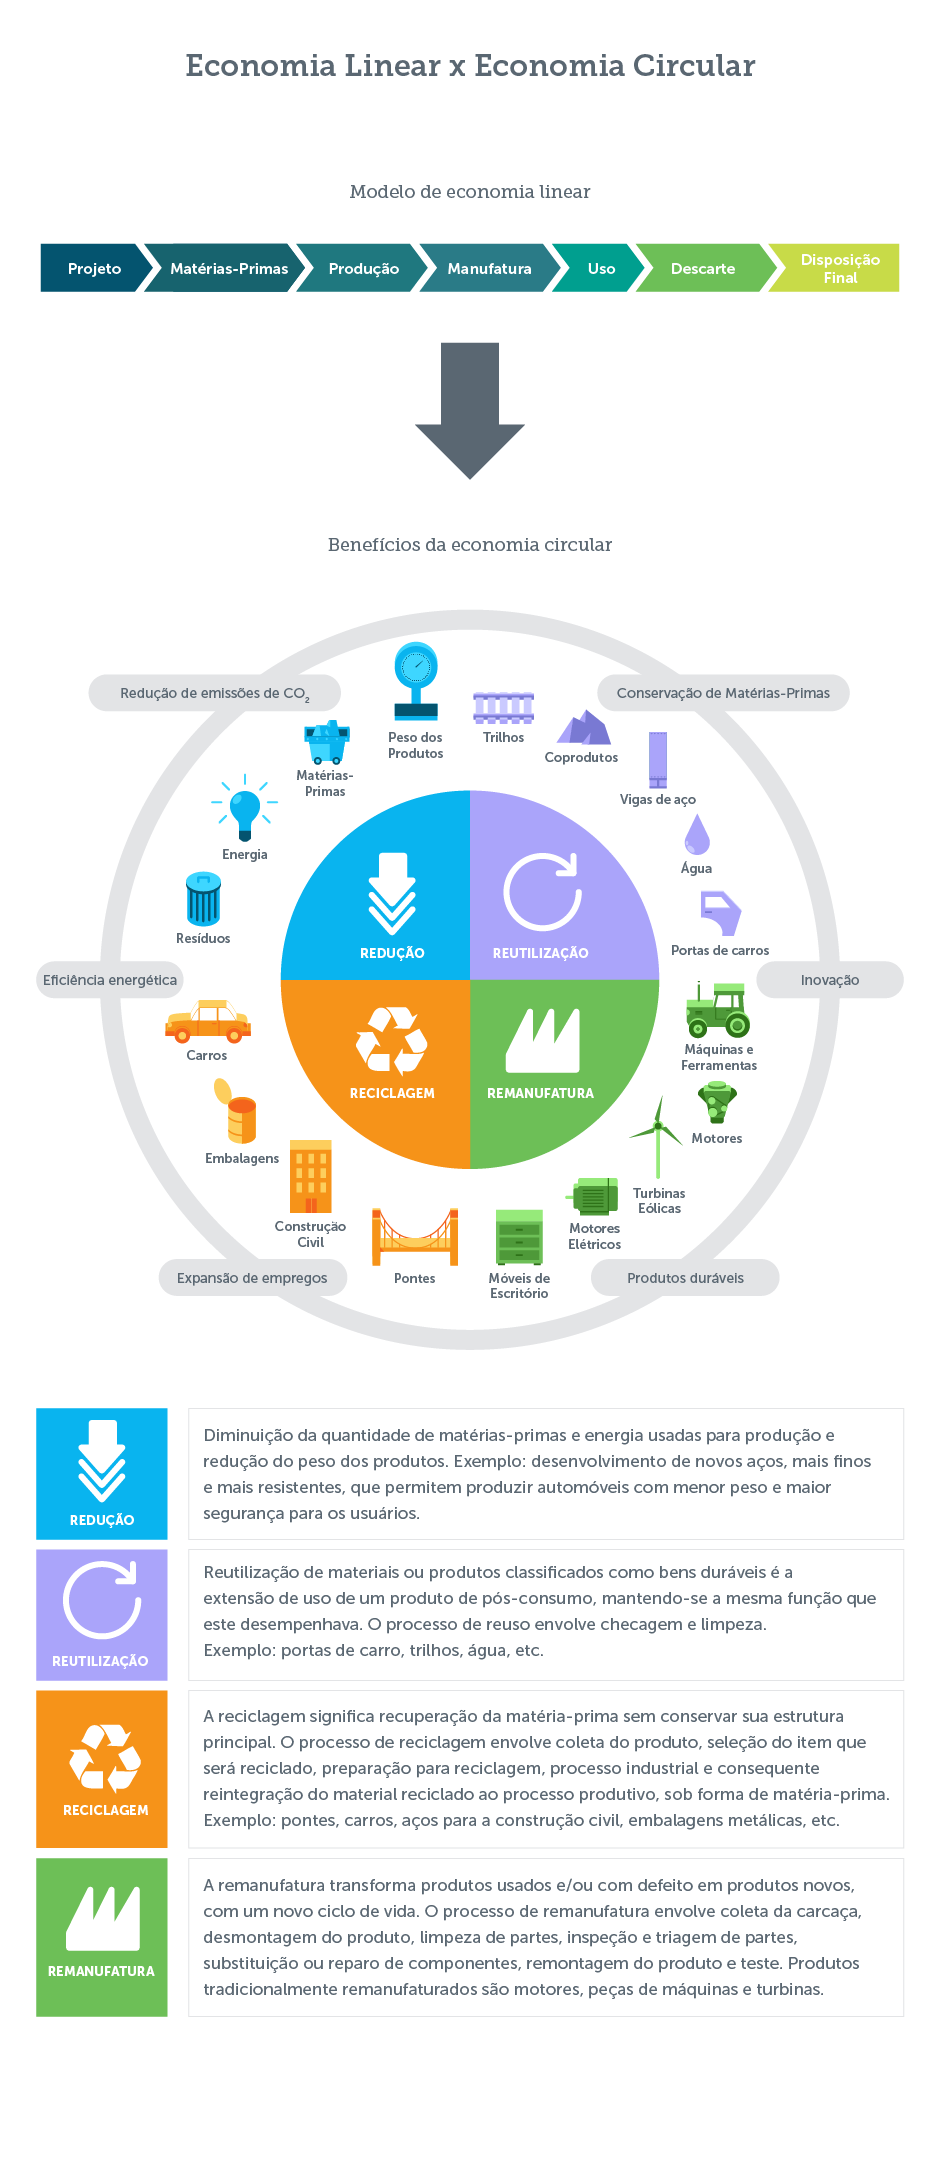 Economia Linear x Economia Circular
Modelo de economia linear
Projeto
Matérias-Primas
Produção
Manufatura
Uso
Descarte
Disposição
Final
Benefícios da economia circular
Redução de emissões de CO2
Conservação de Matérias-Primas
Peso dos
Produtos
Trilhos
Coprodutos
Matérias-
Primas
Vigas de aço
Energia
Água
Resíduos
Portas de carros
REDUÇÃO
REUTILIZAÇÃO
Eficiência energética
Inovação
Carros
Máquinas e
Ferramentas
RECICLAGEM
REMANUFATURA
Embalagens
Motores
Construção
Civil
Turbinas
Eólicas
Motores
Elétricos
Pontes
Móveis de
Escritório
Expansão de empregos
Produtos duráveis
REDUÇÃO
Diminuição da quantidade de matérias-primas e energia usadas para produção e
redução do peso dos produtos. Exemplo: desenvolvimento de novos aços, mais finos
e mais resistentes, que permitem produzir automóveis com menor peso e maior
segurança para os usuários.
REUTILIZAÇÃO
Reutilização de materiais ou produtos classificados como bens duráveis é a
extensão de uso de um produto de pós-consumo, mantendo-se a mesma função que
este desempenhava. O processo de reuso envolve checagem e limpeza.
Exemplo: portas de carro, trilhos, água, etc.
RECICLAGEM
A reciclagem significa recuperação da matéria-prima sem conservar sua estrutura
principal. O processo de reciclagem envolve coleta do produto, seleção do item que
será reciclado, preparação para reciclagem, processo industrial e consequente
reintegração do material reciclado ao processo produtivo, sob forma de matéria-prima.
Exemplo: pontes, carros, aços para a construção civil, embalagens metálicas, etc.
REMANUFATURA
A remanufatura transforma produtos usados e/ou com defeito em produtos novos,
com um novo ciclo de vida. O processo de remanufatura envolve coleta da carcaça,
desmontagem do produto, limpeza de partes, inspeção e triagem de partes,
substituição ou reparo de componentes, remontagem do produto e teste. Produtos
tradicionalmente remanufaturados são motores, peças de máquinas e turbinas.